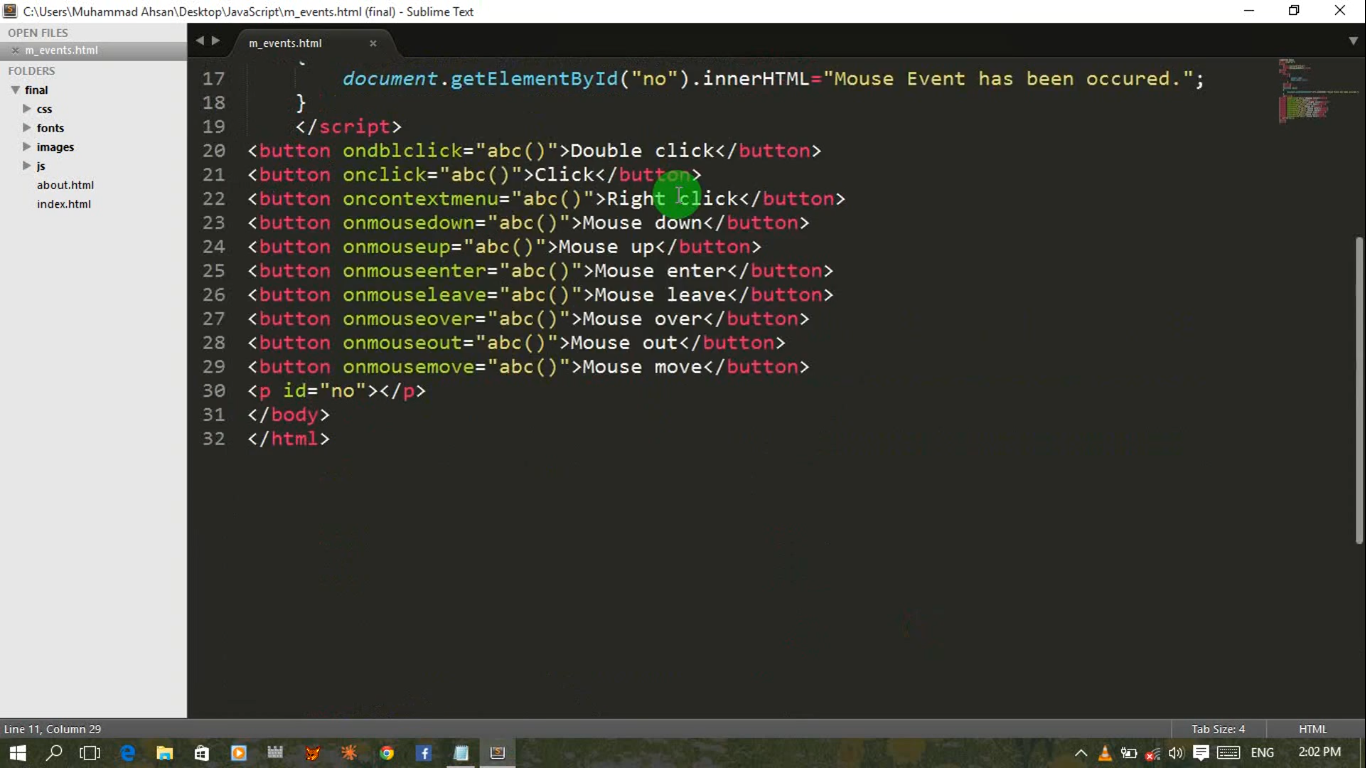 C:\Users\Muhammad Ahsan\Desktop\JavaScript\m_events.html (final) - Sublime Text
OPEN FILES
m_events.html
FOLDERS
final
css
fonts
images
js
about.html
index.html
m_events.html
{
17 document.getElementById("no").innerHTML="Mouse Event has been occured.";
18 }
19 </script>
20 <button ondblclick="abc()">Double click</button>
21 <button onclick="abc()">Click</button>
22 <button oncontextmenu="abc()">Right click</button>
23 <button onmousedown="abc()">Mouse down</button>
24 <button onmouseup="abc()">Mouse up</button>
25 <button onmouseenter="abc()">Mouse enter</button>
26 <button onmouseleave="abc()">Mouse leave</button>
27 <button onmouseover="abc()">Mouse over</button>
28 <button onmouseout="abc()">Mouse out</button>
29 <button onmousemove="abc()">Mouse move</button>
30 <p id="no"></p>
31 </body>
32 </html>
Line 11, Column 29
Tab Size: 4
HTML
ENG
2:02 PM